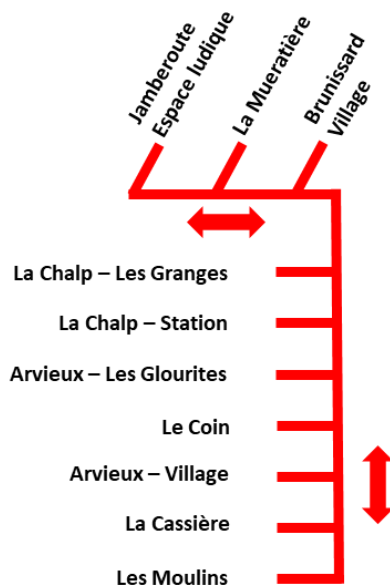 Jamberoute
Espace ludique
La Mueratière
Brunissard
Village
La Chalp – Les Granges
La Chalp – Station
Arvieux – Les Glourites
Le Coin
Arvieux – Village
La Cassière
Les Moulins